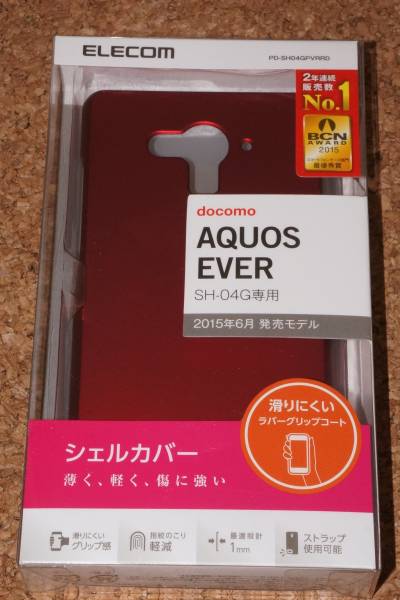 ELECOM
PD-SH04GPVRRD
2年連続
販売数
No.1
BCN
AWARD
2015
最優秀賞
docomo
AQUOS
EVER
SH-04G専用
2015年6月 発売モデル
滑りにくい
ラバーグリップコート
シェルカバー
薄く、軽く、傷に強い
滑りにくい
グリップ感
指紋のこり
軽減
最適設計
1mm
ストラップ
使用可能